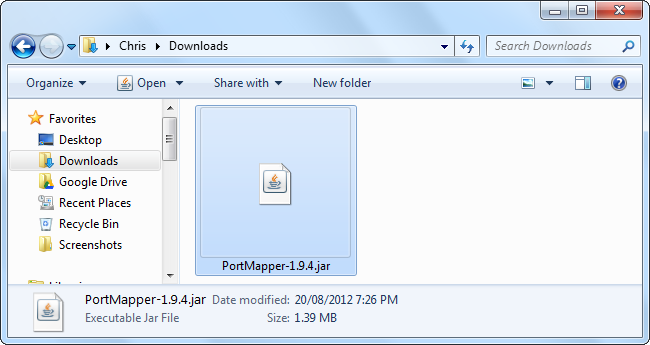 Chris Downloads Search Downloads
Organize Open Share with New folder
Favorites
Desktop
Downloads
Google Drive
Recent Places
Recycle Bin
Screenshots
PortMapper-1.9.4.jar
PortMapper-1.9.4.jar Date modified: 20/08/2012 7:26 PM
Executable Jar File Size: 1.39 MB